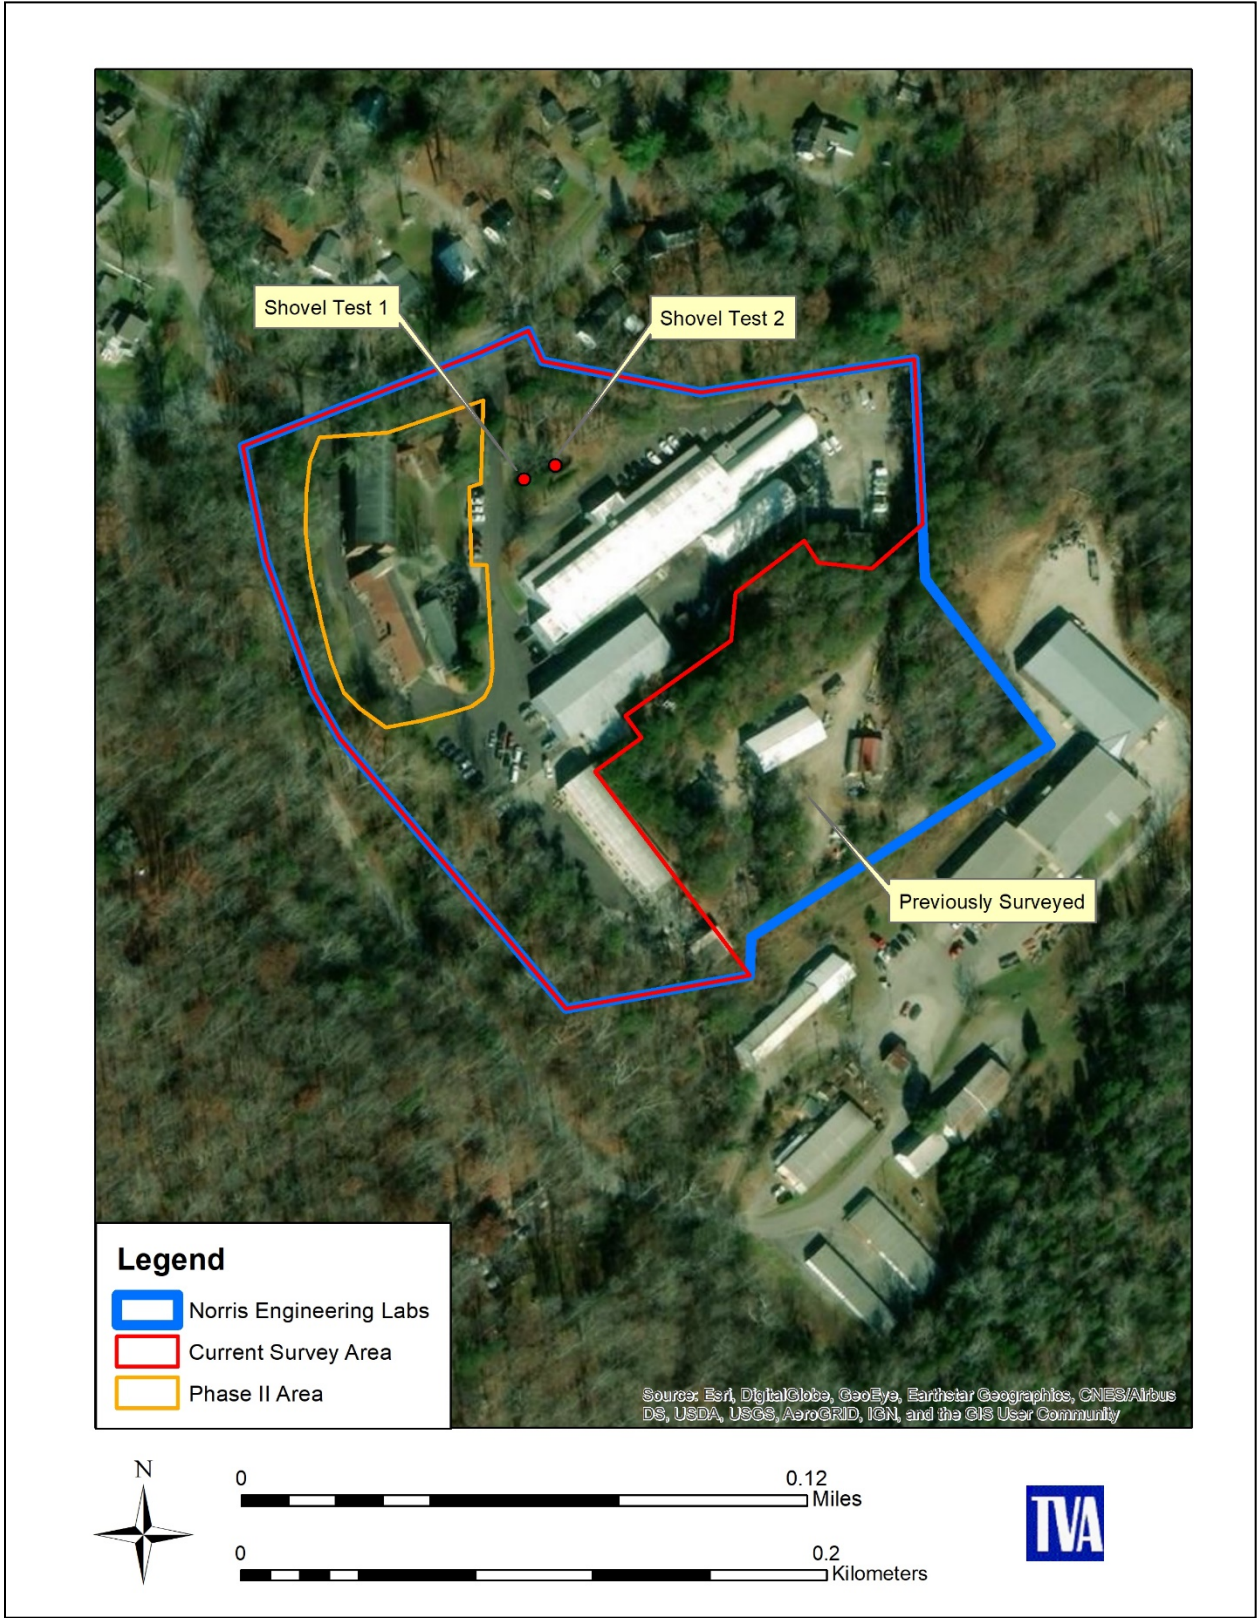 Shovel Test 1
Shovel Test 2
Previously Surveyed
Legend
Norris Engineering Labs
Current Survey Area
Phase II Area
Source: Esri, DigitalGlobe, GeoEye, Earthstar Geographics, CNES/Airbus
DS, USDA, USGS, AeroGRID, IGN, and the GIS User Community
N
0
0.12
Miles
0
0.2
Kilometers
TVA